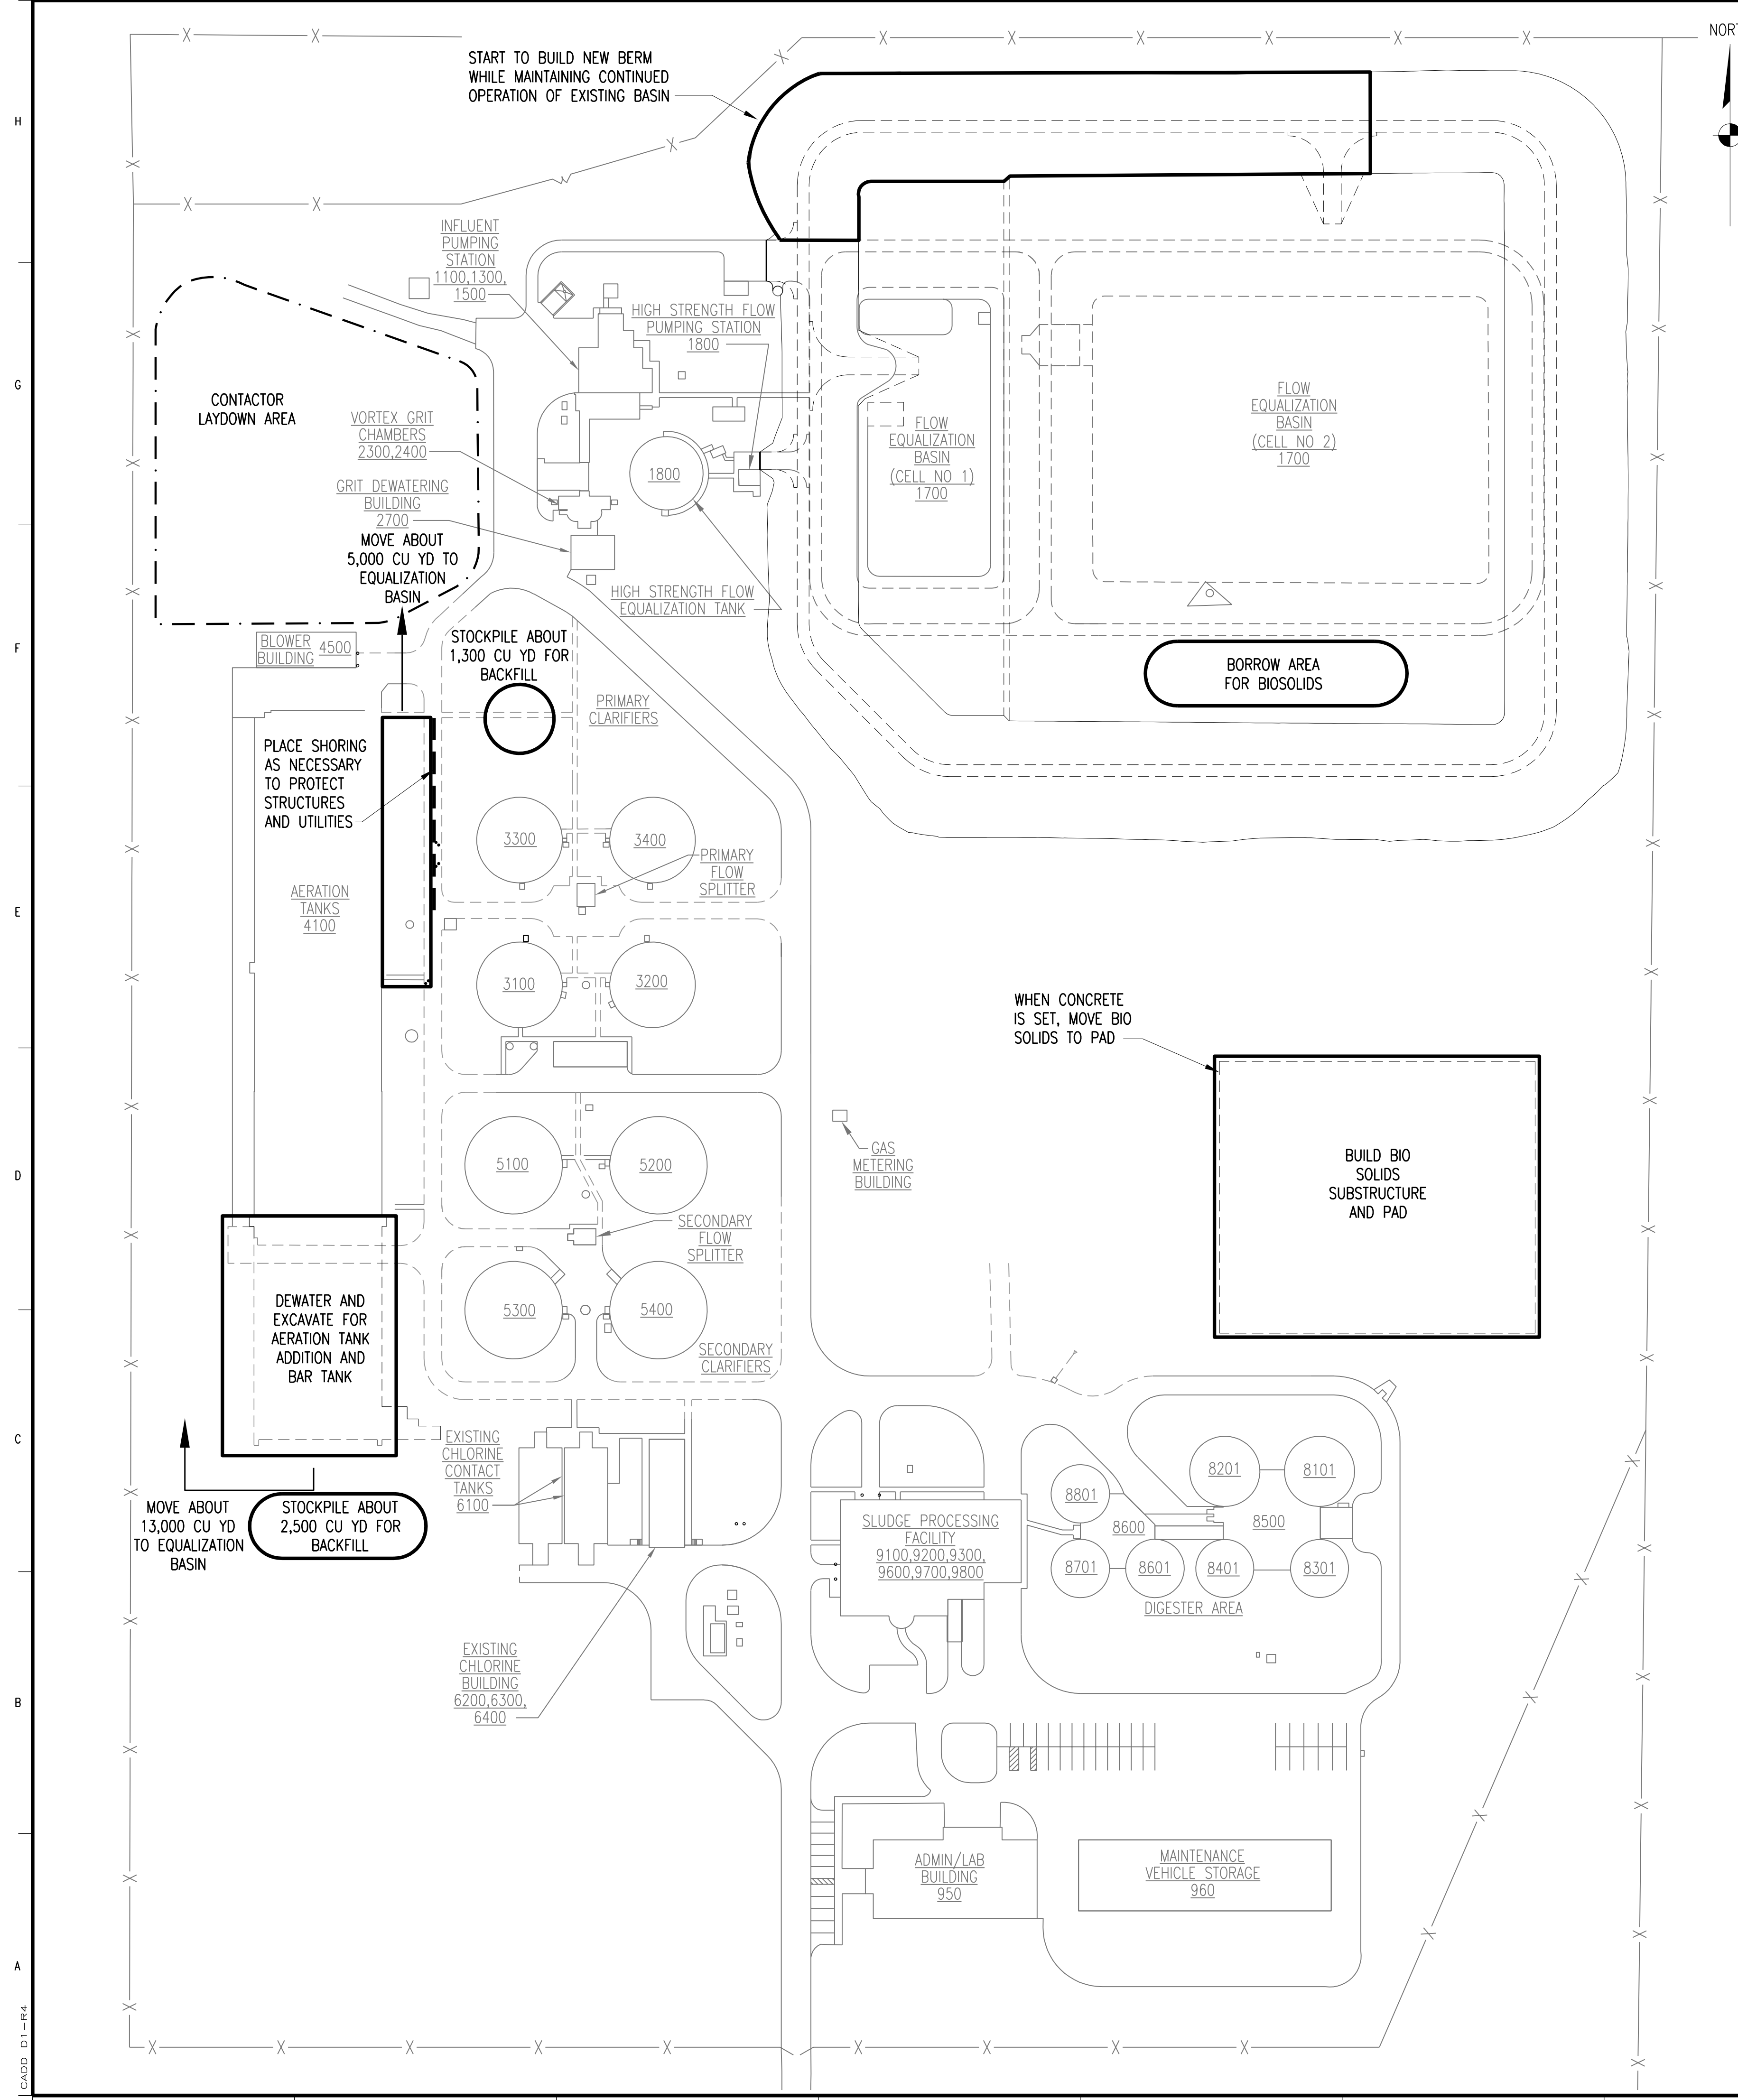 NORT
START TO BUILD NEW BERM
WHILE MAINTAINING CONTINUED
OPERATION OF EXISTING BASIN
H
INFLUENT
PUMPING
STATION
1100,1300,
1500
HIGH STRENGTH FLOW
PUMPING STATION
1800
G
CONTACTOR
LAYDOWN AREA
VORTEX GRIT
CHAMBERS
2300,2400
GRIT DEWATERING
BUILDING
2700
1800
FLOW
EQUALIZATION
BASIN
(CELL NO 1)
1700
FLOW
EQUALIZATION
BASIN
(CELL NO 2)
1700
MOVE ABOUT
5,000 CU YD TO
EQUALIZATION
BASIN
HIGH STRENGTH FLOW
EQUALIZATION TANK
F
BLOWER
BUILDING
4500
STOCKPILE ABOUT
1,300 CU YD FOR
BACKFILL
BORROW AREA
FOR BIOSOLIDS
PRIMARY
CLARIFIERS
PLACE SHORING
AS NECESSARY
TO PROTECT
STRUCTURES
AND UTILITIES
3300
3400
PRIMARY
FLOW
SPLITTER
E
AERATION
TANKS
4100
3100
3200
WHEN CONCRETE
IS SET, MOVE BIO
SOLIDS TO PAD
D
5100
5200
GAS
METERING
BUILDING
BUILD BIO
SOLIDS
SUBSTRUCTURE
AND PAD
SECONDARY
FLOW
SPLITTER
DEWATER AND
EXCAVATE FOR
AERATION TANK
ADDITION AND
BAR TANK
5300
5400
SECONDARY
CLARIFIERS
C
EXISTING
CHLORINE
CONTACT
TANKS
6100
MOVE ABOUT
13,000 CU YD
TO EQUALIZATION
BASIN
STOCKPILE ABOUT
2,500 CU YD FOR
BACKFILL
SLUDGE PROCESSING
FACILITY
9100,9200,9300,
9600,9700,9800
8201
8101
8801
8600
8500
8701
8601
8401
8301
DIGESTER AREA
B
EXISTING
CHLORINE
BUILDING
6200,6300,
6400
ADMIN/LAB
BUILDING
950
MAINTENANCE
VEHICLE STORAGE
960
A
CADD D1-R4